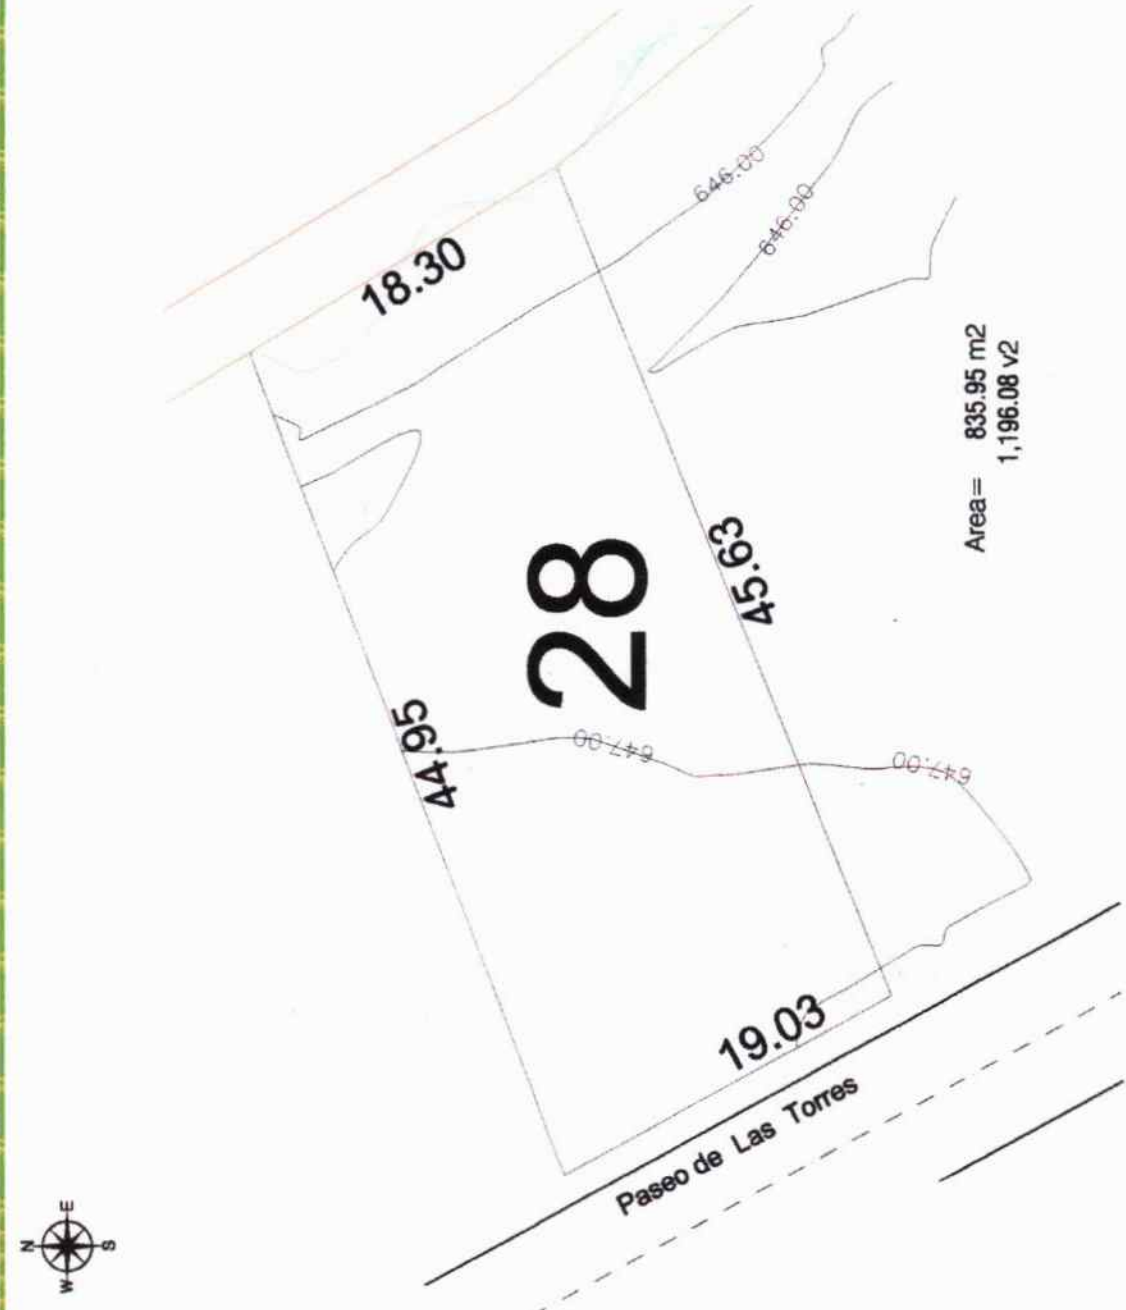 N
W E
S
18.30
646.00
646.00
28
44.95
45.63
647.00
647.00
19.03
Paseo de Las Torres
Area= 835.95 m2
1,196.08 v2